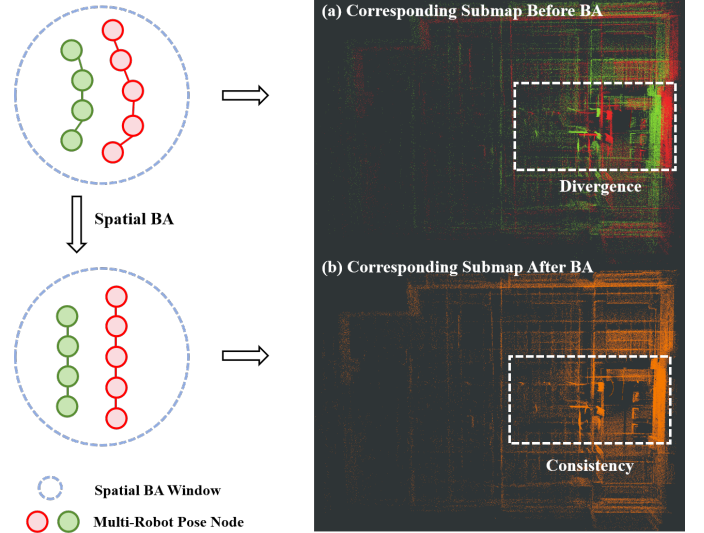 (a) Corresponding Submap Before BA
Divergence
Spatial BA
(b) Corresponding Submap After BA
Consistency
Spatial BA Window
Multi-Robot Pose Node